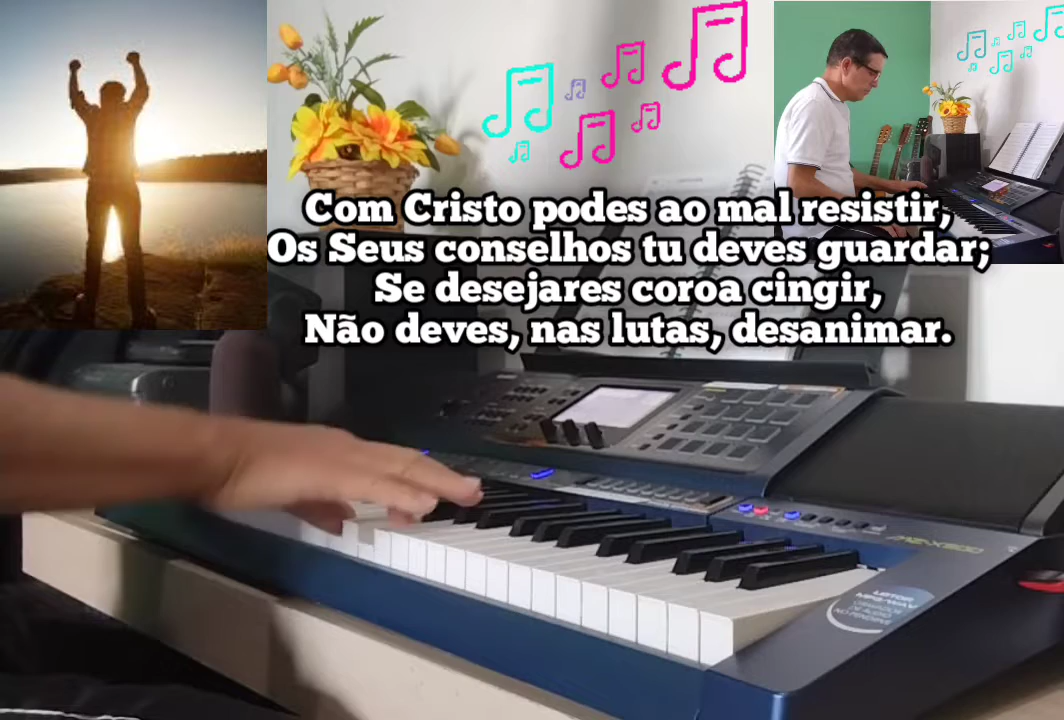 Com Cristo podes ao mal resistir,
Os Seus conselhos tu deves guardar;
Se desejares coroa cingir,
Não deves, nas lutas, desanimar.
LEITOR